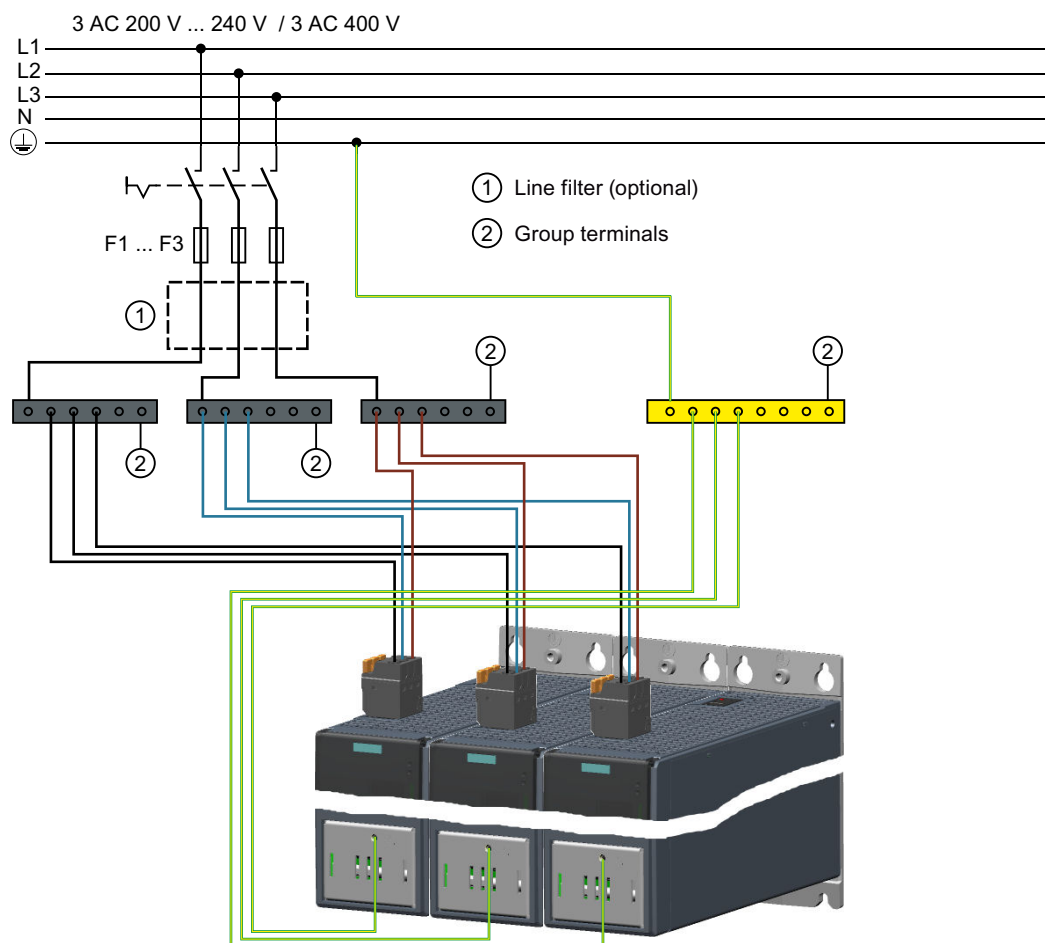 3 AC 200 V ... 240 V / 3 AC 400 V
L1
L2
L3
N
1 Line filter (optional)
2 Group terminals
F1 ... F3
1
2
2
2
2